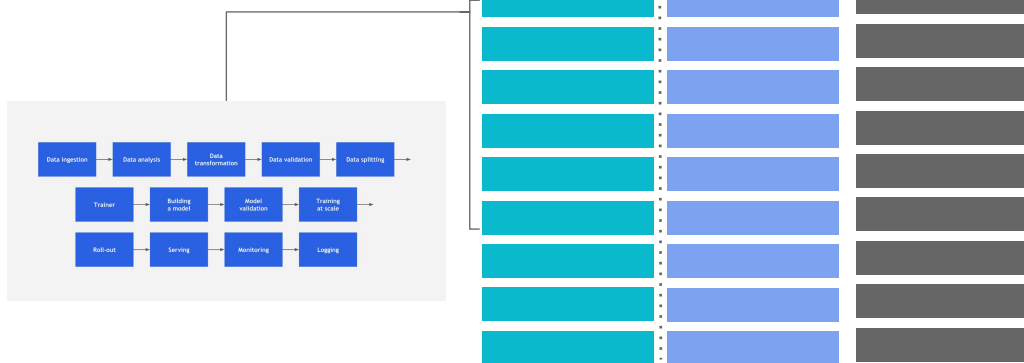 Data ingestion
Data analysis
Data
transformation
Data validation
Data splitting
Trainer
Building
a model
Model
validation
Training
at scale
Roll-out
Serving
Monitoring
Logging